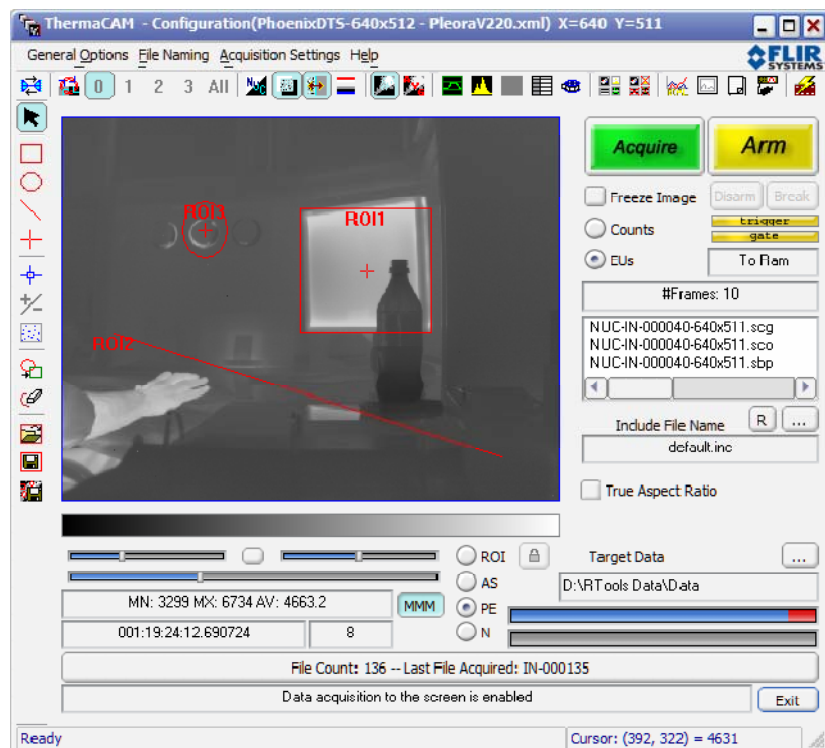 ThermaCAM - Configuration(PhoenixDTS-640x512 - PleoraV220.xml) X=640 Y=511
General Options File Naming Acquisition Settings Help
FLIR
SYSTEMS
0 1 2 3 All NUC
ROI3
ROI1
ROI2
Acquire Arm
Freeze Image Disarm Break
Counts trigger
gate
EUs To Ram
#Frames: 10
NUC-IN-000040-640x511.scg
NUC-IN-000040-640x511.sco
NUC-IN-000040-640x511.sbp
Include File Name R ...
default.inc
True Aspect Ratio
ROI Target Data ...
AS D:\RTools Data\Data
MN: 3299 MX: 6734 AV: 4663.2 MMM PE
001:19:24:12.690724 8 N
File Count: 136 -- Last File Acquired: IN-000135
Data acquisition to the screen is enabled Exit
Ready Cursor: (392, 322) = 4631